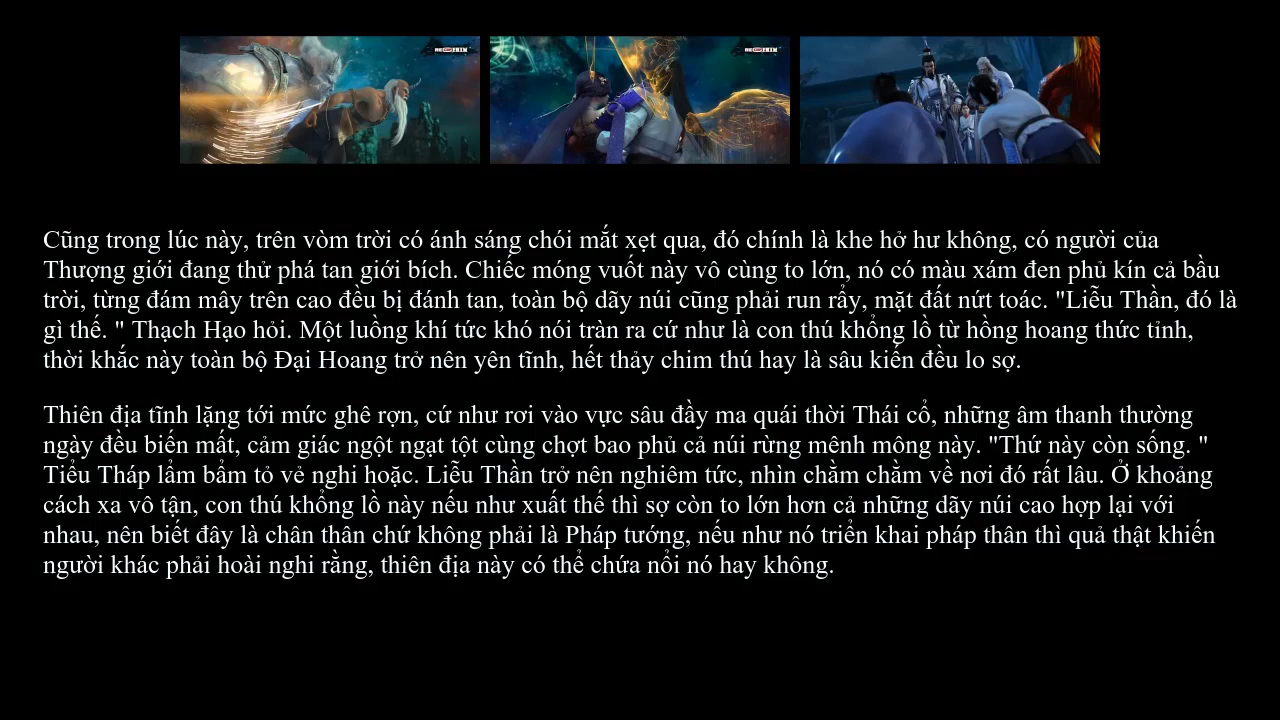 Cũng trong lúc này, trên vòm trời có ánh sáng chói mắt xẹt qua, đó chính là khe hở hư không, có người của
Thượng giới đang thử phá tan giới bích. Chiếc móng vuốt này vô cùng to lớn, nó có màu xám đen phủ kín cả bầu
trời, từng đám mây trên cao đều bị đánh tan, toàn bộ dãy núi cũng phải run rẩy, mặt đất nứt toác. "Liễu Thần, đó là
gì thế. " Thạch Hạo hỏi. Một luồng khí tức khó nói tràn ra cứ như là con thú khổng lồ từ hồng hoang thức tỉnh,
thời khắc này toàn bộ Đại Hoang trở nên yên tĩnh, hết thảy chim thú hay là sâu kiến đều lo sợ.
Thiên địa tĩnh lặng tới mức ghê rợn, cứ như rơi vào vực sâu đầy ma quái thời Thái cổ, những âm thanh thường
ngày đều biến mất, cảm giác ngột ngạt tột cùng chợt bao phủ cả núi rừng mênh mông này. "Thứ này còn sống. "
Tiểu Tháp lẩm bẩm tỏ vẻ nghi hoặc. Liễu Thần trở nên nghiêm túc, nhìn chằm chằm về nơi đó rất lâu. Ở khoảng
cách xa vô tận, con thú khổng lồ này nếu như xuất thế thì sợ còn to lớn hơn cả những dãy núi cao hợp lại với
nhau, nên biết đây là chân thân chứ không phải là Pháp tướng, nếu như nó triển khai pháp thân thì quả thật khiến
người khác phải hoài nghi rằng, thiên địa này có thể chứa nổi nó hay không.